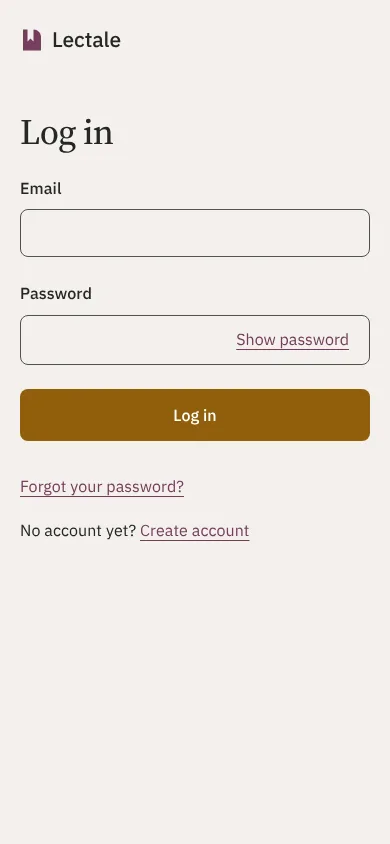 Lectale
Log in
Email
Password
Show password
Log in
Forgot your password?
No account yet? Create account